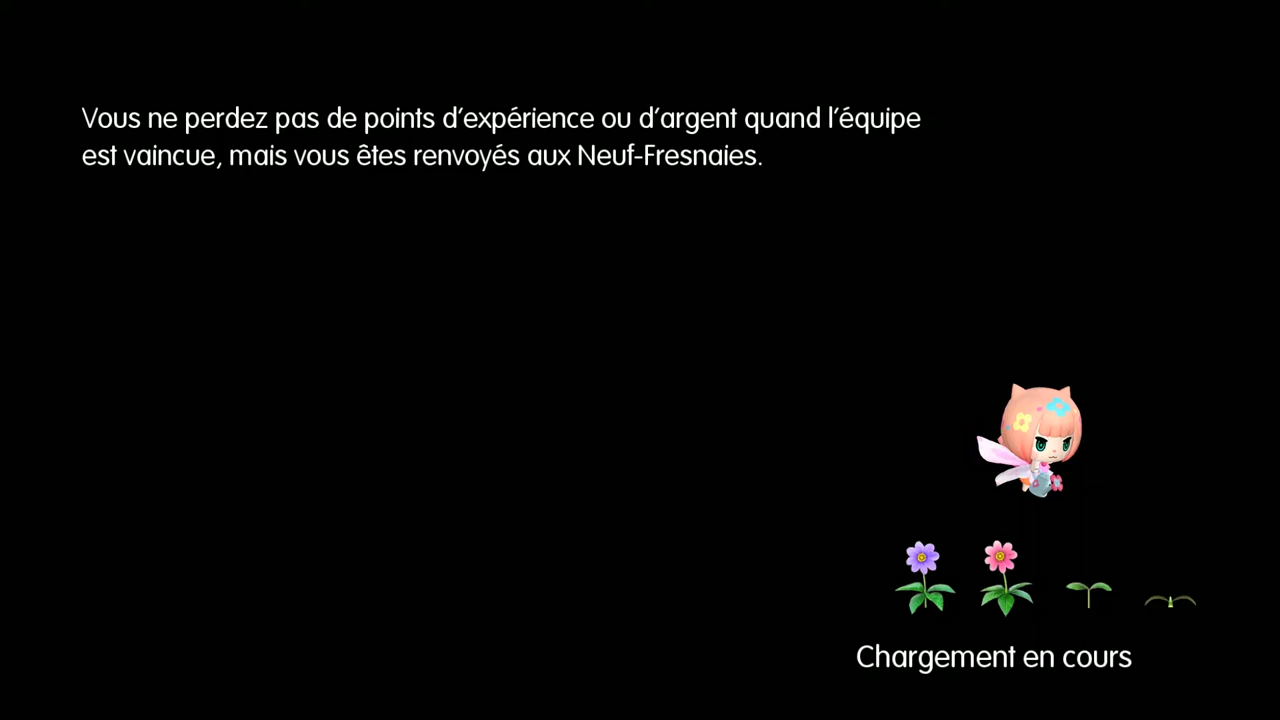 Vous ne perdez pas de points d'expérience ou d'argent quand l'équipe
est vaincue, mais vous êtes renvoyés aux Neuf-Fresnaies.
Chargement en cours